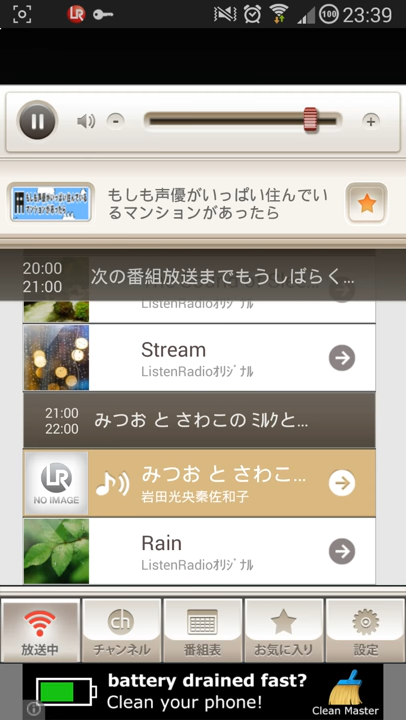 LR
100
23:39
-
+
もしも声優がいっぱい住んでい
るマンションがあったら
20:00
21:00
次の番組放送までもうしばらく…
ListenRadioｵﾘｼﾞﾅﾙ
Stream
ListenRadioｵﾘｼﾞﾅﾙ
21:00
22:00
みつお と さわこの ﾐﾙｸと…
LR
NO IMAGE
みつお と さわこ…
岩田光央秦佐和子
Rain
ListenRadioｵﾘｼﾞﾅﾙ
放送中
ch
チャンネル
番組表
お気に入り
設定
battery drained fast?
Clean your phone!
Clean Master